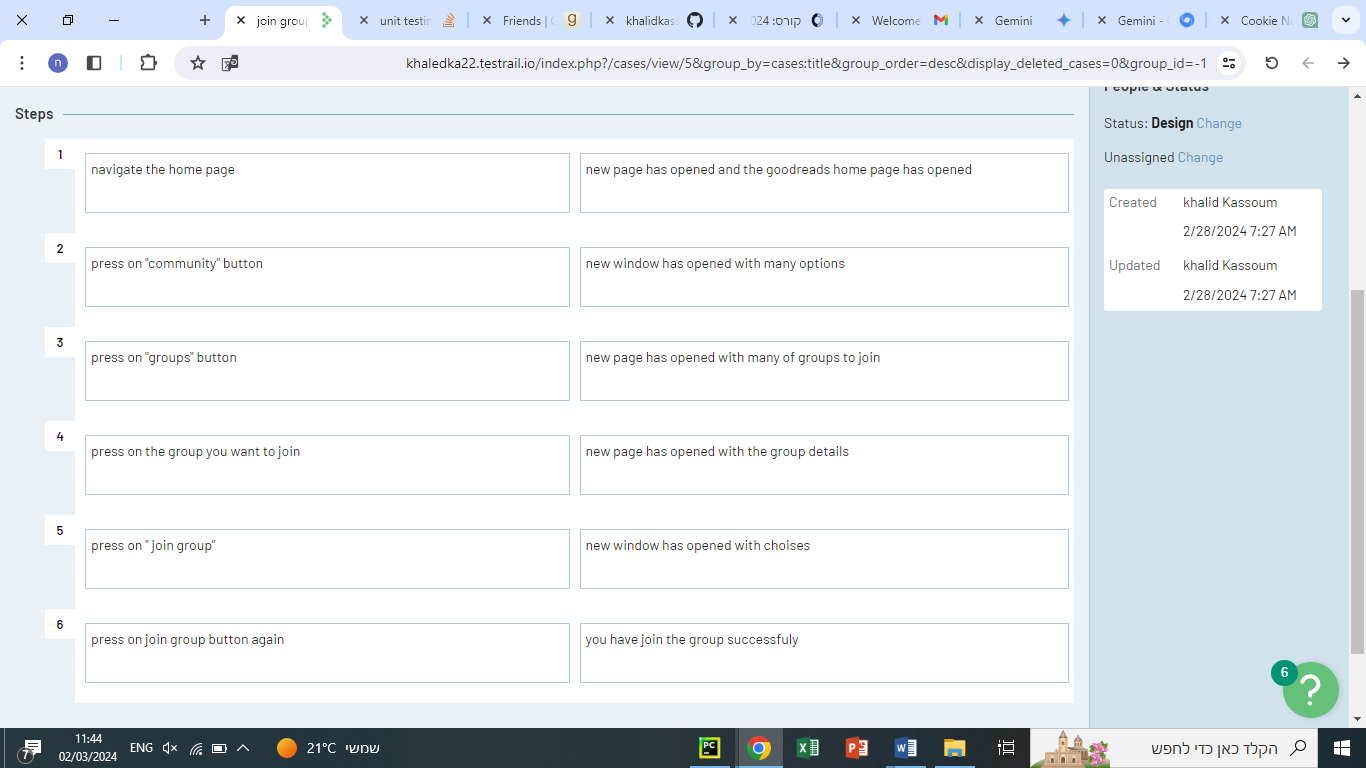 join group
unit testin
Friends | G
khalidkas
קורס: 024
Welcome
Gemini
Gemini - C
Cookie Ne
n
khaledka22.testrail.io/index.php?/cases/view/5&group_by=cases:title&group_order=desc&display_deleted_cases=0&group_id=-1
Steps
1
navigate the home page
new page has opened and the goodreads home page has opened
2
press on "community" button
new window has opened with many options
3
press on "groups" button
new page has opened with many of groups to join
4
press on the group you want to join
new page has opened with the group details
5
press on " join group"
new window has opened with choises
6
press on join group button again
you have join the group successfuly
People & Status
Status: Design Change
Unassigned Change
Created khalid Kassoum
2/28/2024 7:27 AM
Updated khalid Kassoum
2/28/2024 7:27 AM
6
?
7
11:44
02/03/2024
ENG
21°C שמשי
PC
הקלד כאן כדי לחפש